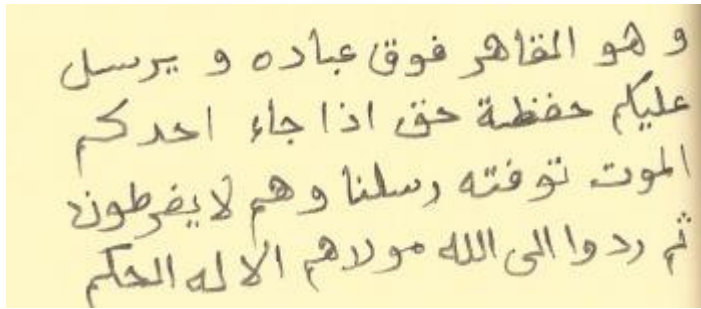 و هو القاهر فوق عباده و يرسل
عليكم حفظة حتى اذا جاء احدكم
الموت توفته رسلنا وهم لا يفرطون
ثم ردوا الى الله مولاهم الا له الحكم